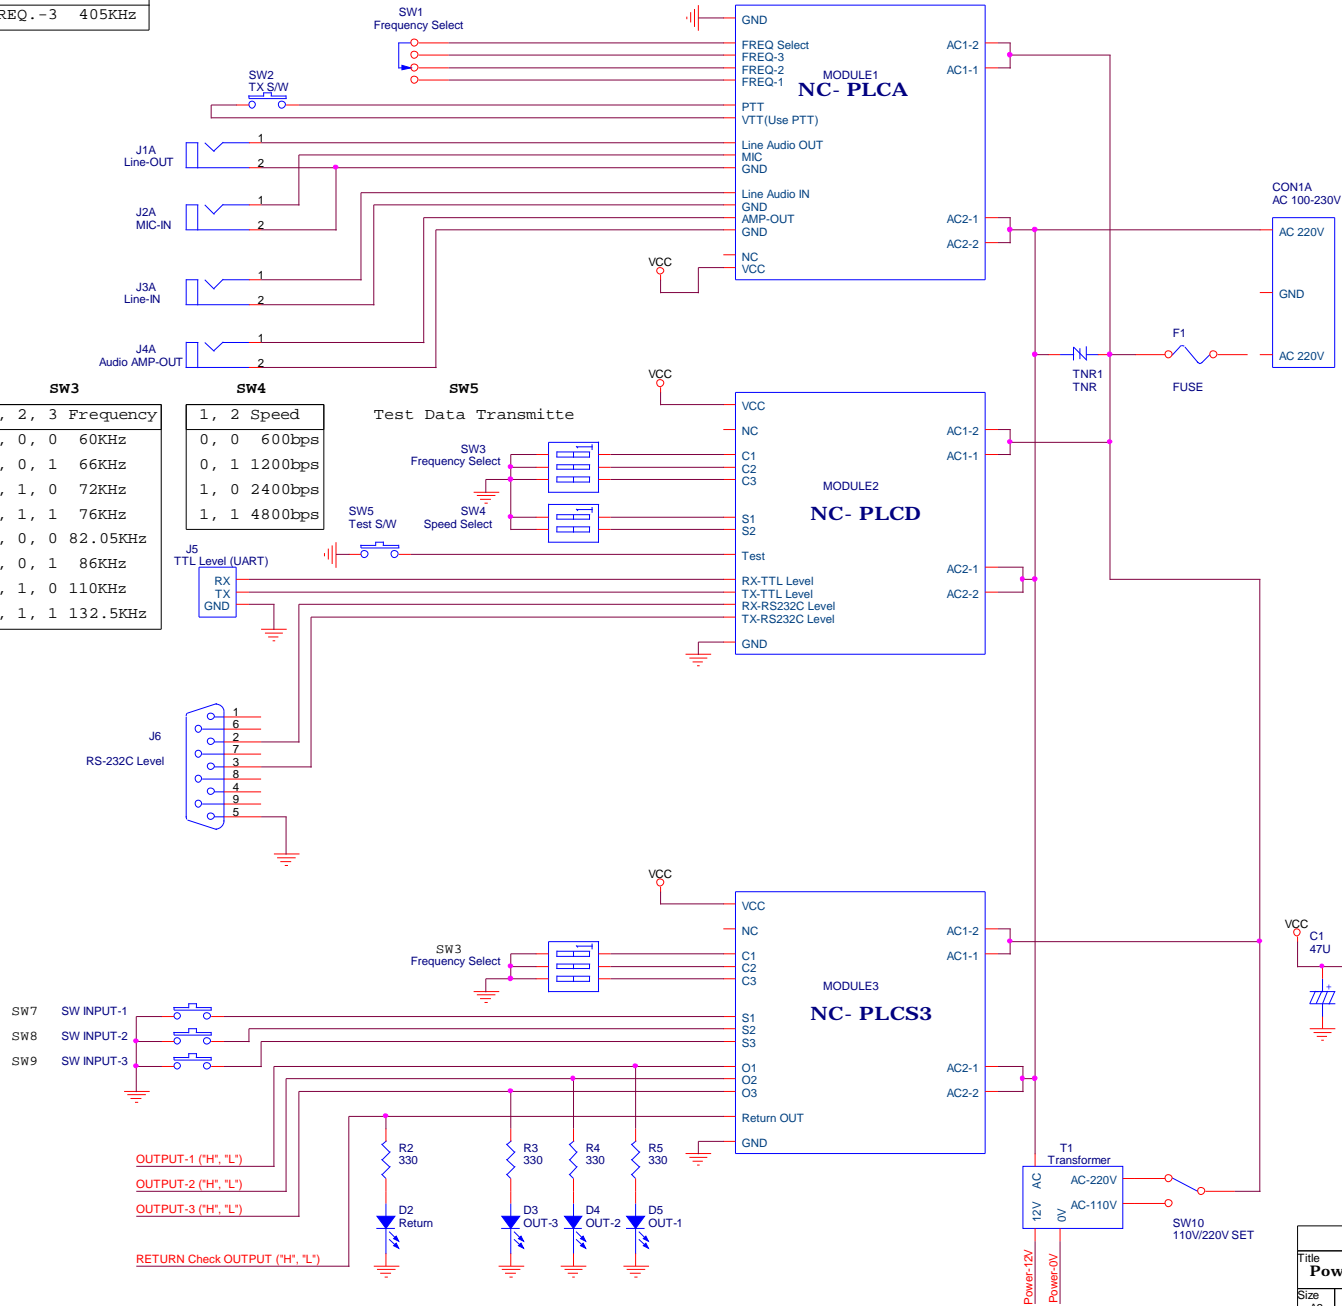 REQ.-3 405KHz
SW1
Frequency Select
SW2
TX S/W
J1A
Line-OUT
1
2
J2A
MIC-IN
1
2
J3A
Line-IN
1
2
J4A
Audio AMP-OUT
1
2
GND
FREQ Select
FREQ-3
FREQ-2
FREQ-1
PTT
VTT(Use PTT)
Line Audio OUT
MIC
GND
Line Audio IN
GND
AMP-OUT
GND
NC
VCC
MODULE1
NC- PLCA
AC1-2
AC1-1
AC2-1
AC2-2
VCC
CON1A
AC 100-230V
AC 220V
GND
AC 220V
F1
FUSE
TNR1
TNR
SW3
, 2, 3 Frequency
, 0, 0 60KHz
, 0, 1 66KHz
, 1, 0 72KHz
, 1, 1 76KHz
, 0, 0 82.05KHz
, 0, 1 86KHz
, 1, 0 110KHz
, 1, 1 132.5KHz
SW4
1, 2 Speed
0, 0 600bps
0, 1 1200bps
1, 0 2400bps
1, 1 4800bps
SW5
Test Data Transmitte
VCC
SW3
Frequency Select
SW4
Speed Select
SW5
Test S/W
J5
TTL Level (UART)
RX
TX
GND
VCC
NC
C1
C2
C3
S1
S2
Test
RX-TTL Level
TX-TTL Level
RX-RS232C Level
TX-RS232C Level
GND
MODULE2
NC- PLCD
AC1-2
AC1-1
AC2-1
AC2-2
J6
RS-232C Level
1
6
2
7
3
8
4
9
5
VCC
SW3
Frequency Select
SW7 SW INPUT-1
SW8 SW INPUT-2
SW9 SW INPUT-3
VCC
NC
C1
C2
C3
S1
S2
S3
O1
O2
O3
Return OUT
GND
MODULE3
NC- PLCS3
AC1-2
AC1-1
AC2-1
AC2-2
VCC
C1
47U
+
OUTPUT-1 ("H", "L")
OUTPUT-2 ("H", "L")
OUTPUT-3 ("H", "L")
RETURN Check OUTPUT ("H", "L")
R2
330
R3
330
R4
330
R5
330
D2
Return
D3
OUT-3
D4
OUT-2
D5
OUT-1
T1
Transformer
AC
12V
0V
AC-220V
AC-110V
SW10
110V/220V SET
Power-12V
Power-0V
Title
Pow
Size